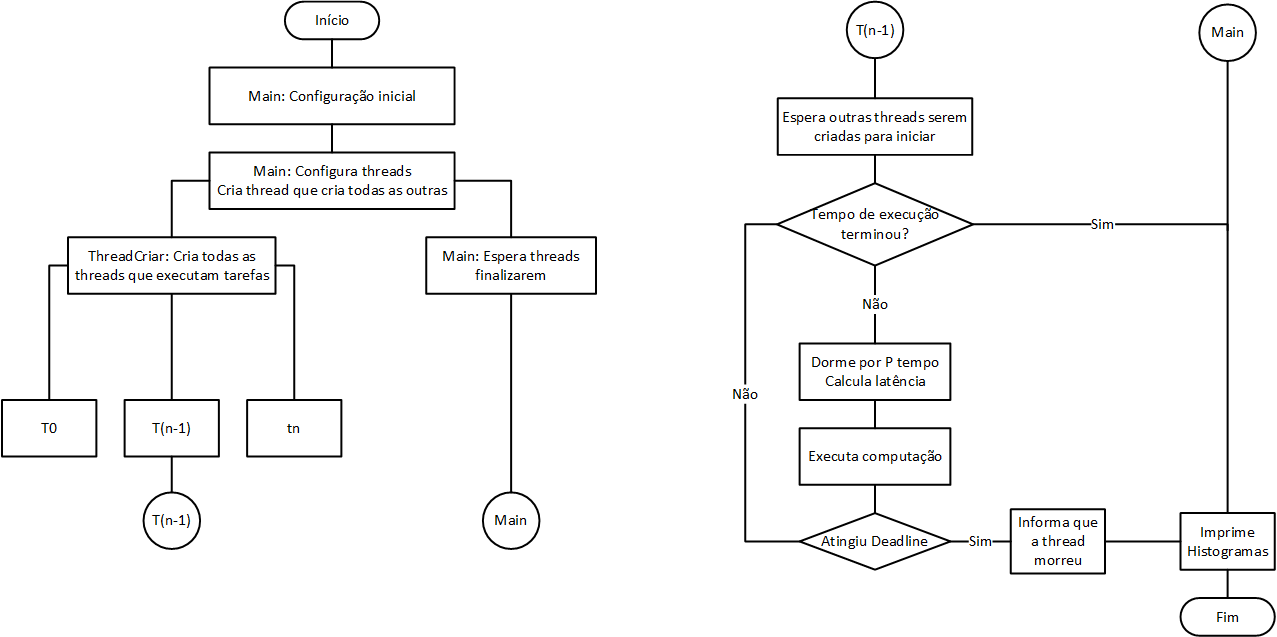 Início
Main: Configuração inicial
Main: Configura threads
Cria thread que cria todas as outras
ThreadCriar: Cria todas as
threads que executam tarefas
Main: Espera threads
finalizarem
T0
T(n-1)
tn
T(n-1)
Main
T(n-1)
Main
Espera outras threads serem
criadas para iniciar
Tempo de execução
terminou?
Sim
Não
Dorme por P tempo
Calcula latência
Não
Executa computação
Atingiu Deadline
Sim
Informa que
a thread
morreu
Imprime
Histogramas
Fim